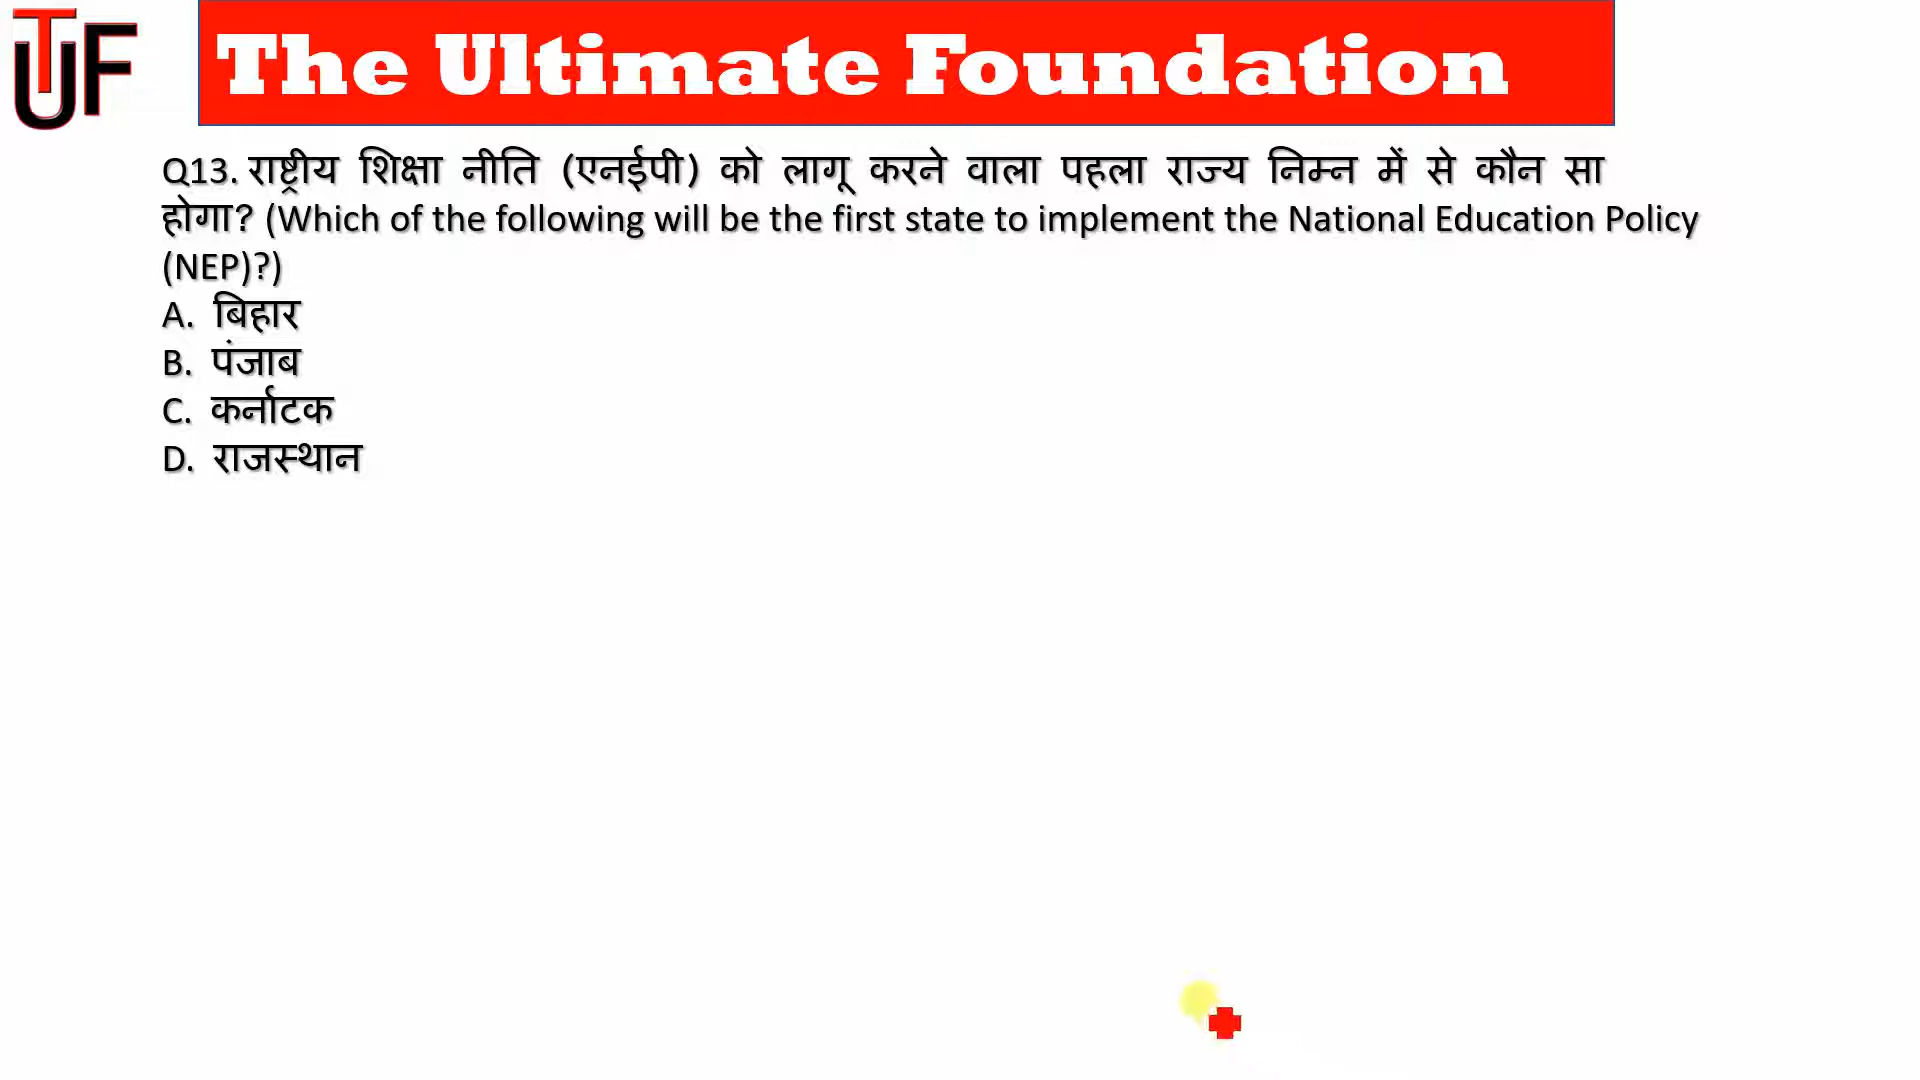 TUF
The Ultimate Foundation
Q13. राष्ट्रीय शिक्षा नीति (एनईपी) को लागू करने वाला पहला राज्य निम्न में से कौन सा
होगा? (Which of the following will be the first state to implement the National Education Policy
(NEP)?)
A. बिहार
B. पंजाब
C. कर्नाटक
D. राजस्थान